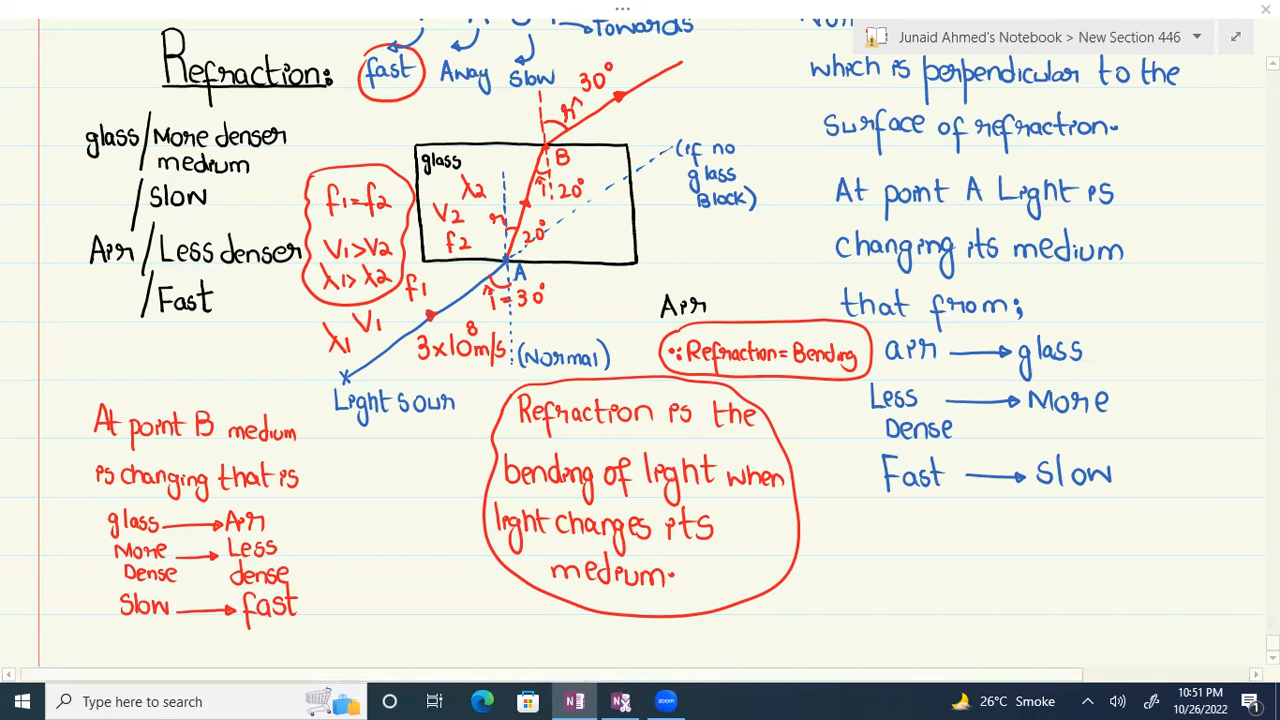 Junaid Ahmed's Notebook > New Section 446
Towards
Refraction:
fast
Away
Slow
glass/More denser
medium
/Slow
Air/Less denser
/Fast
f1=f2
V1>V2
λ1>λ2
glass
λ2
V2
f2
r
20°
B
i=20°
r 30°
A
i=30°
f1
V1
λ1
3x10⁸m/s
(Normal)
Light sour
(if no
glass
Block)
Air
∴ Refraction=Bending
Refraction is the
bending of light when
light changes its
medium.
At point B medium
is changing that is
glass → Air
More → Less
Dense dense
Slow → fast
which is perpendicular to the
surface of refraction.
At point A Light is
changing its medium
that from;
air → glass
Less → More
Dense
Fast → Slow
Type here to search
zoom
26°C Smoke
10:51 PM
10/26/2022
1